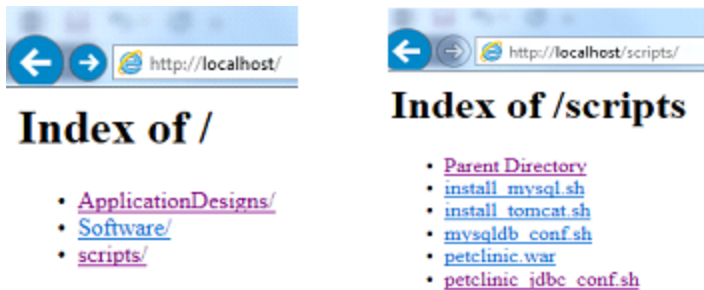 http://localhost/
Index of /
ApplicationDesigns/
Software/
scripts/
http://localhost/scripts/
Index of /scripts
Parent Directory
install_mysql.sh
install_tomcat.sh
mysqldb_conf.sh
petclinic.war
petclinic_jdbc_conf.sh